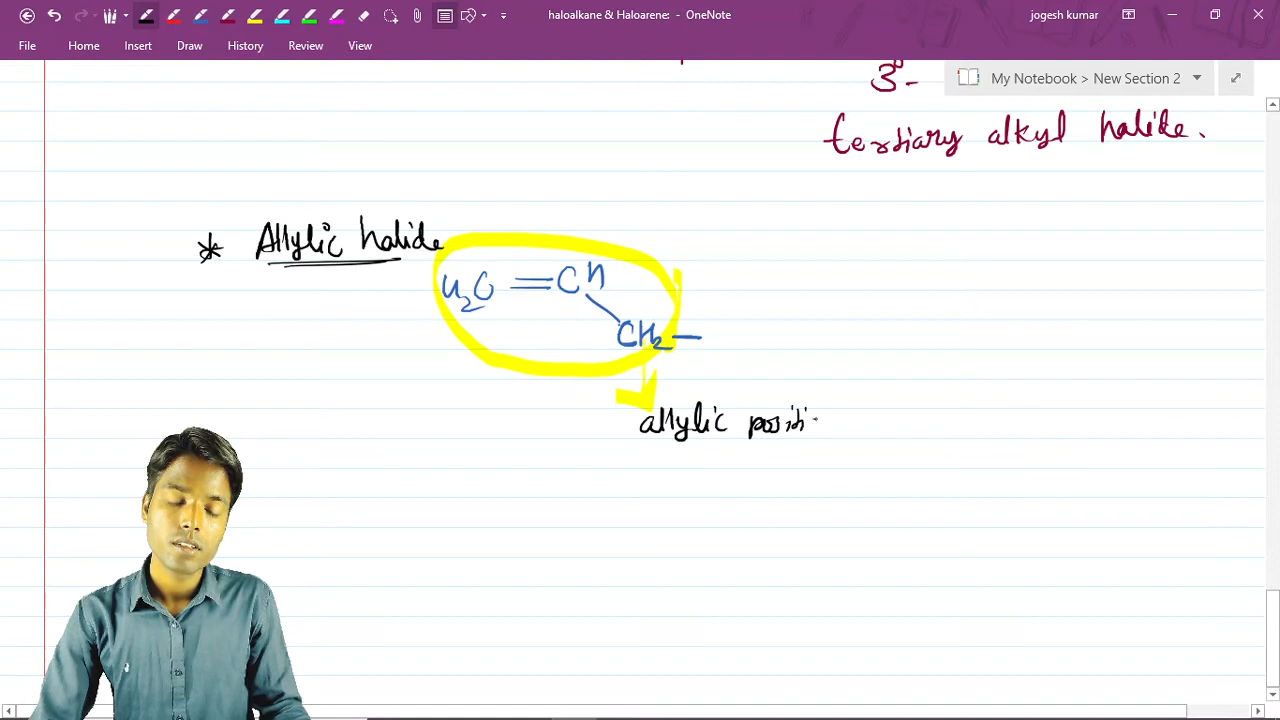 haloalkane & Haloarene: - OneNote
jogesh kumar
File Home Insert Draw History Review View
My Notebook > New Section 2
3° -
tertiary alkyl halide.
* Allylic halide
H2C = CH
CH2 -
allylic positi